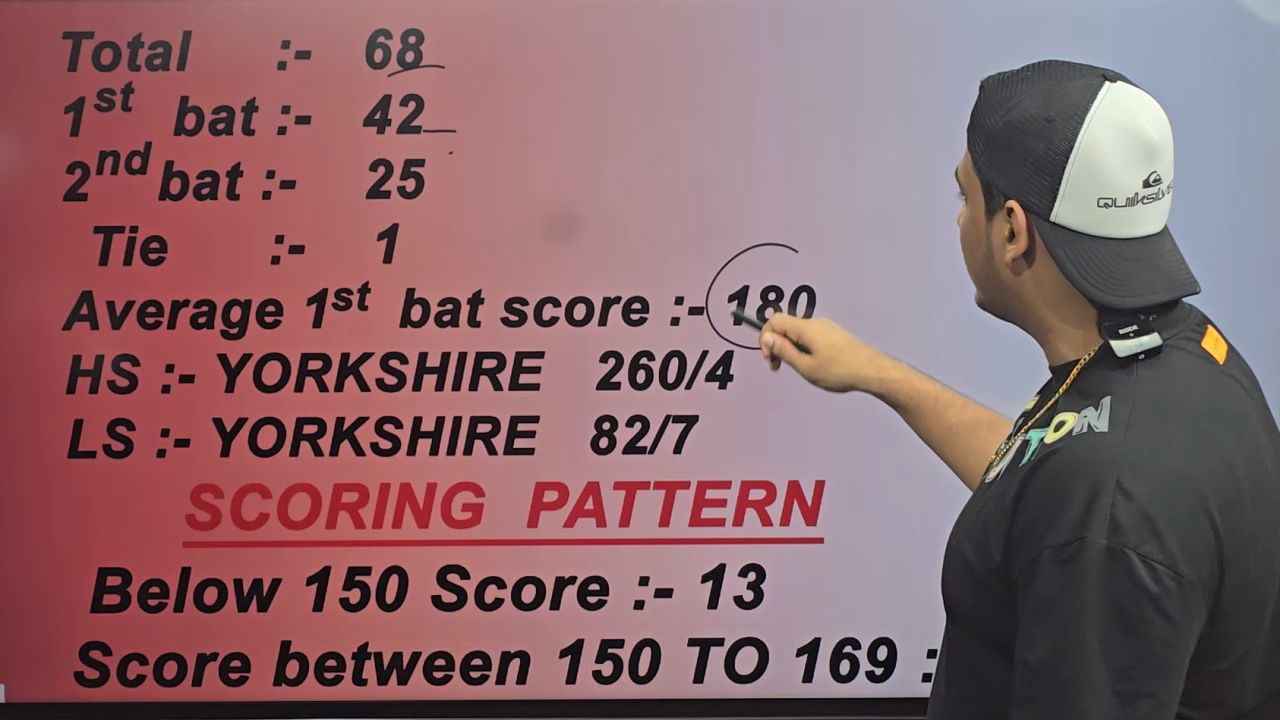 Total :- 68
1st bat :- 42
2nd bat :- 25
Tie :- 1
Average 1st bat score :- 180
HS :- YORKSHIRE 260/4
LS :- YORKSHIRE 82/7
SCORING PATTERN
Below 150 Score :- 13
Score between 150 TO 169 :
QUIKSILVE